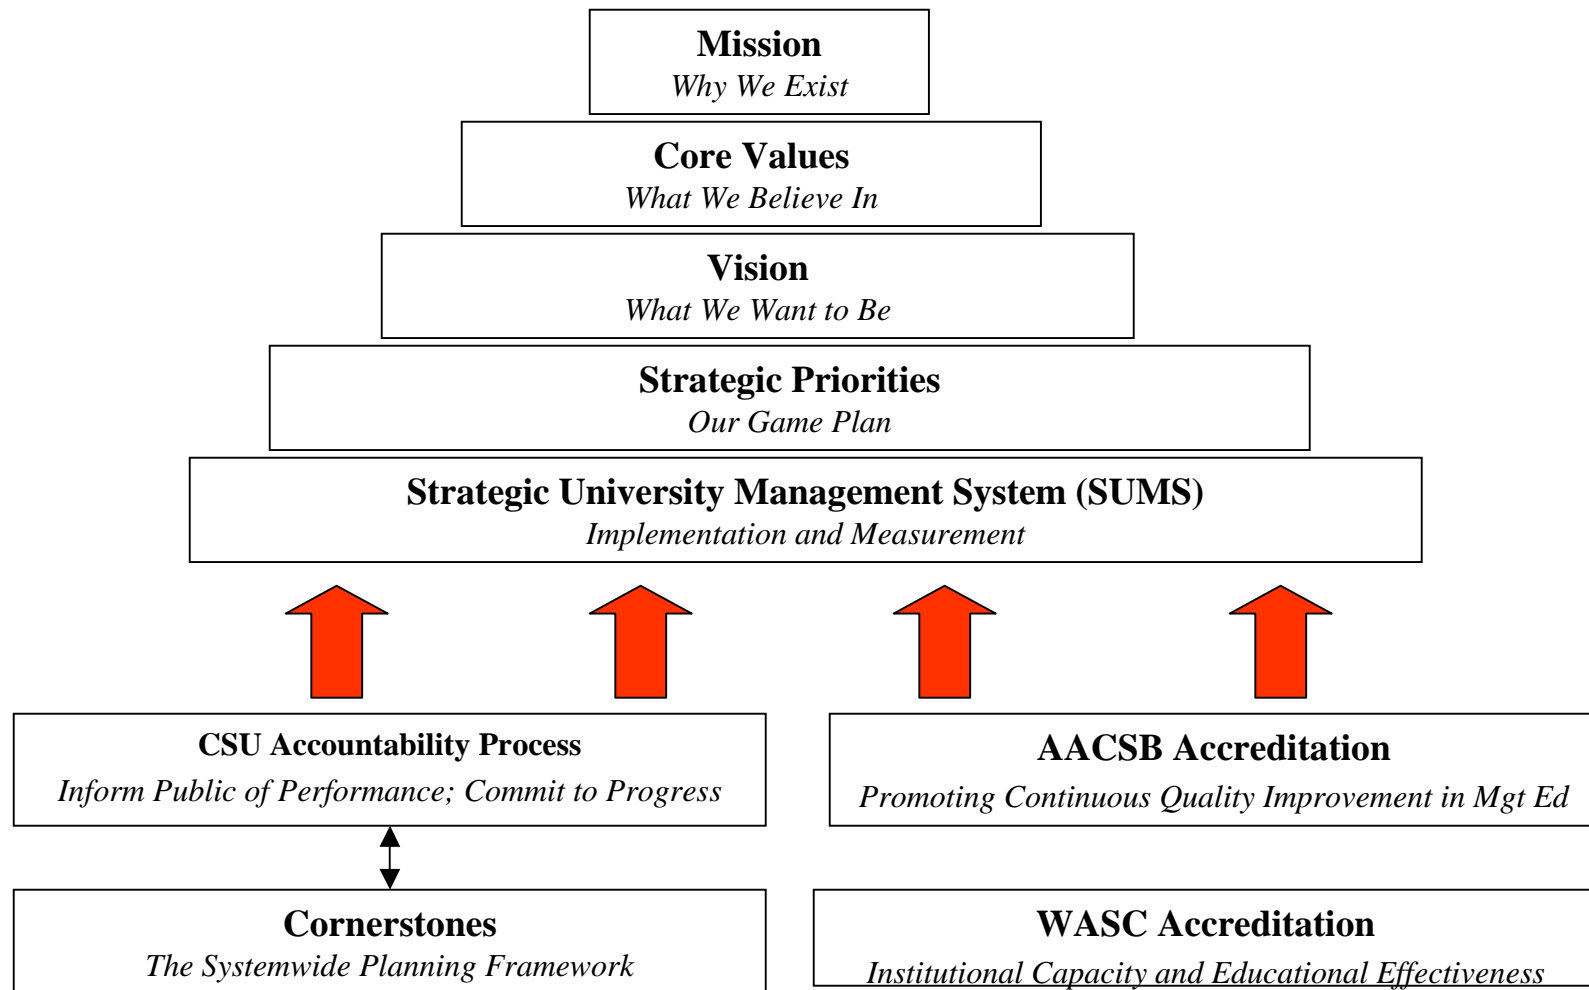 Mission
Why We Exist
Core Values
What We Believe In
Vision
What We Want to Be
Strategic Priorities
Our Game Plan
Strategic University Management System (SUMS)
Implementation and Measurement
CSU Accountability Process
Inform Public of Performance; Commit to Progress
AACSB Accreditation
Promoting Continuous Quality Improvement in Mgt Ed
Cornerstones
The Systemwide Planning Framework
WASC Accreditation
Institutional Capacity and Educational Effectiveness